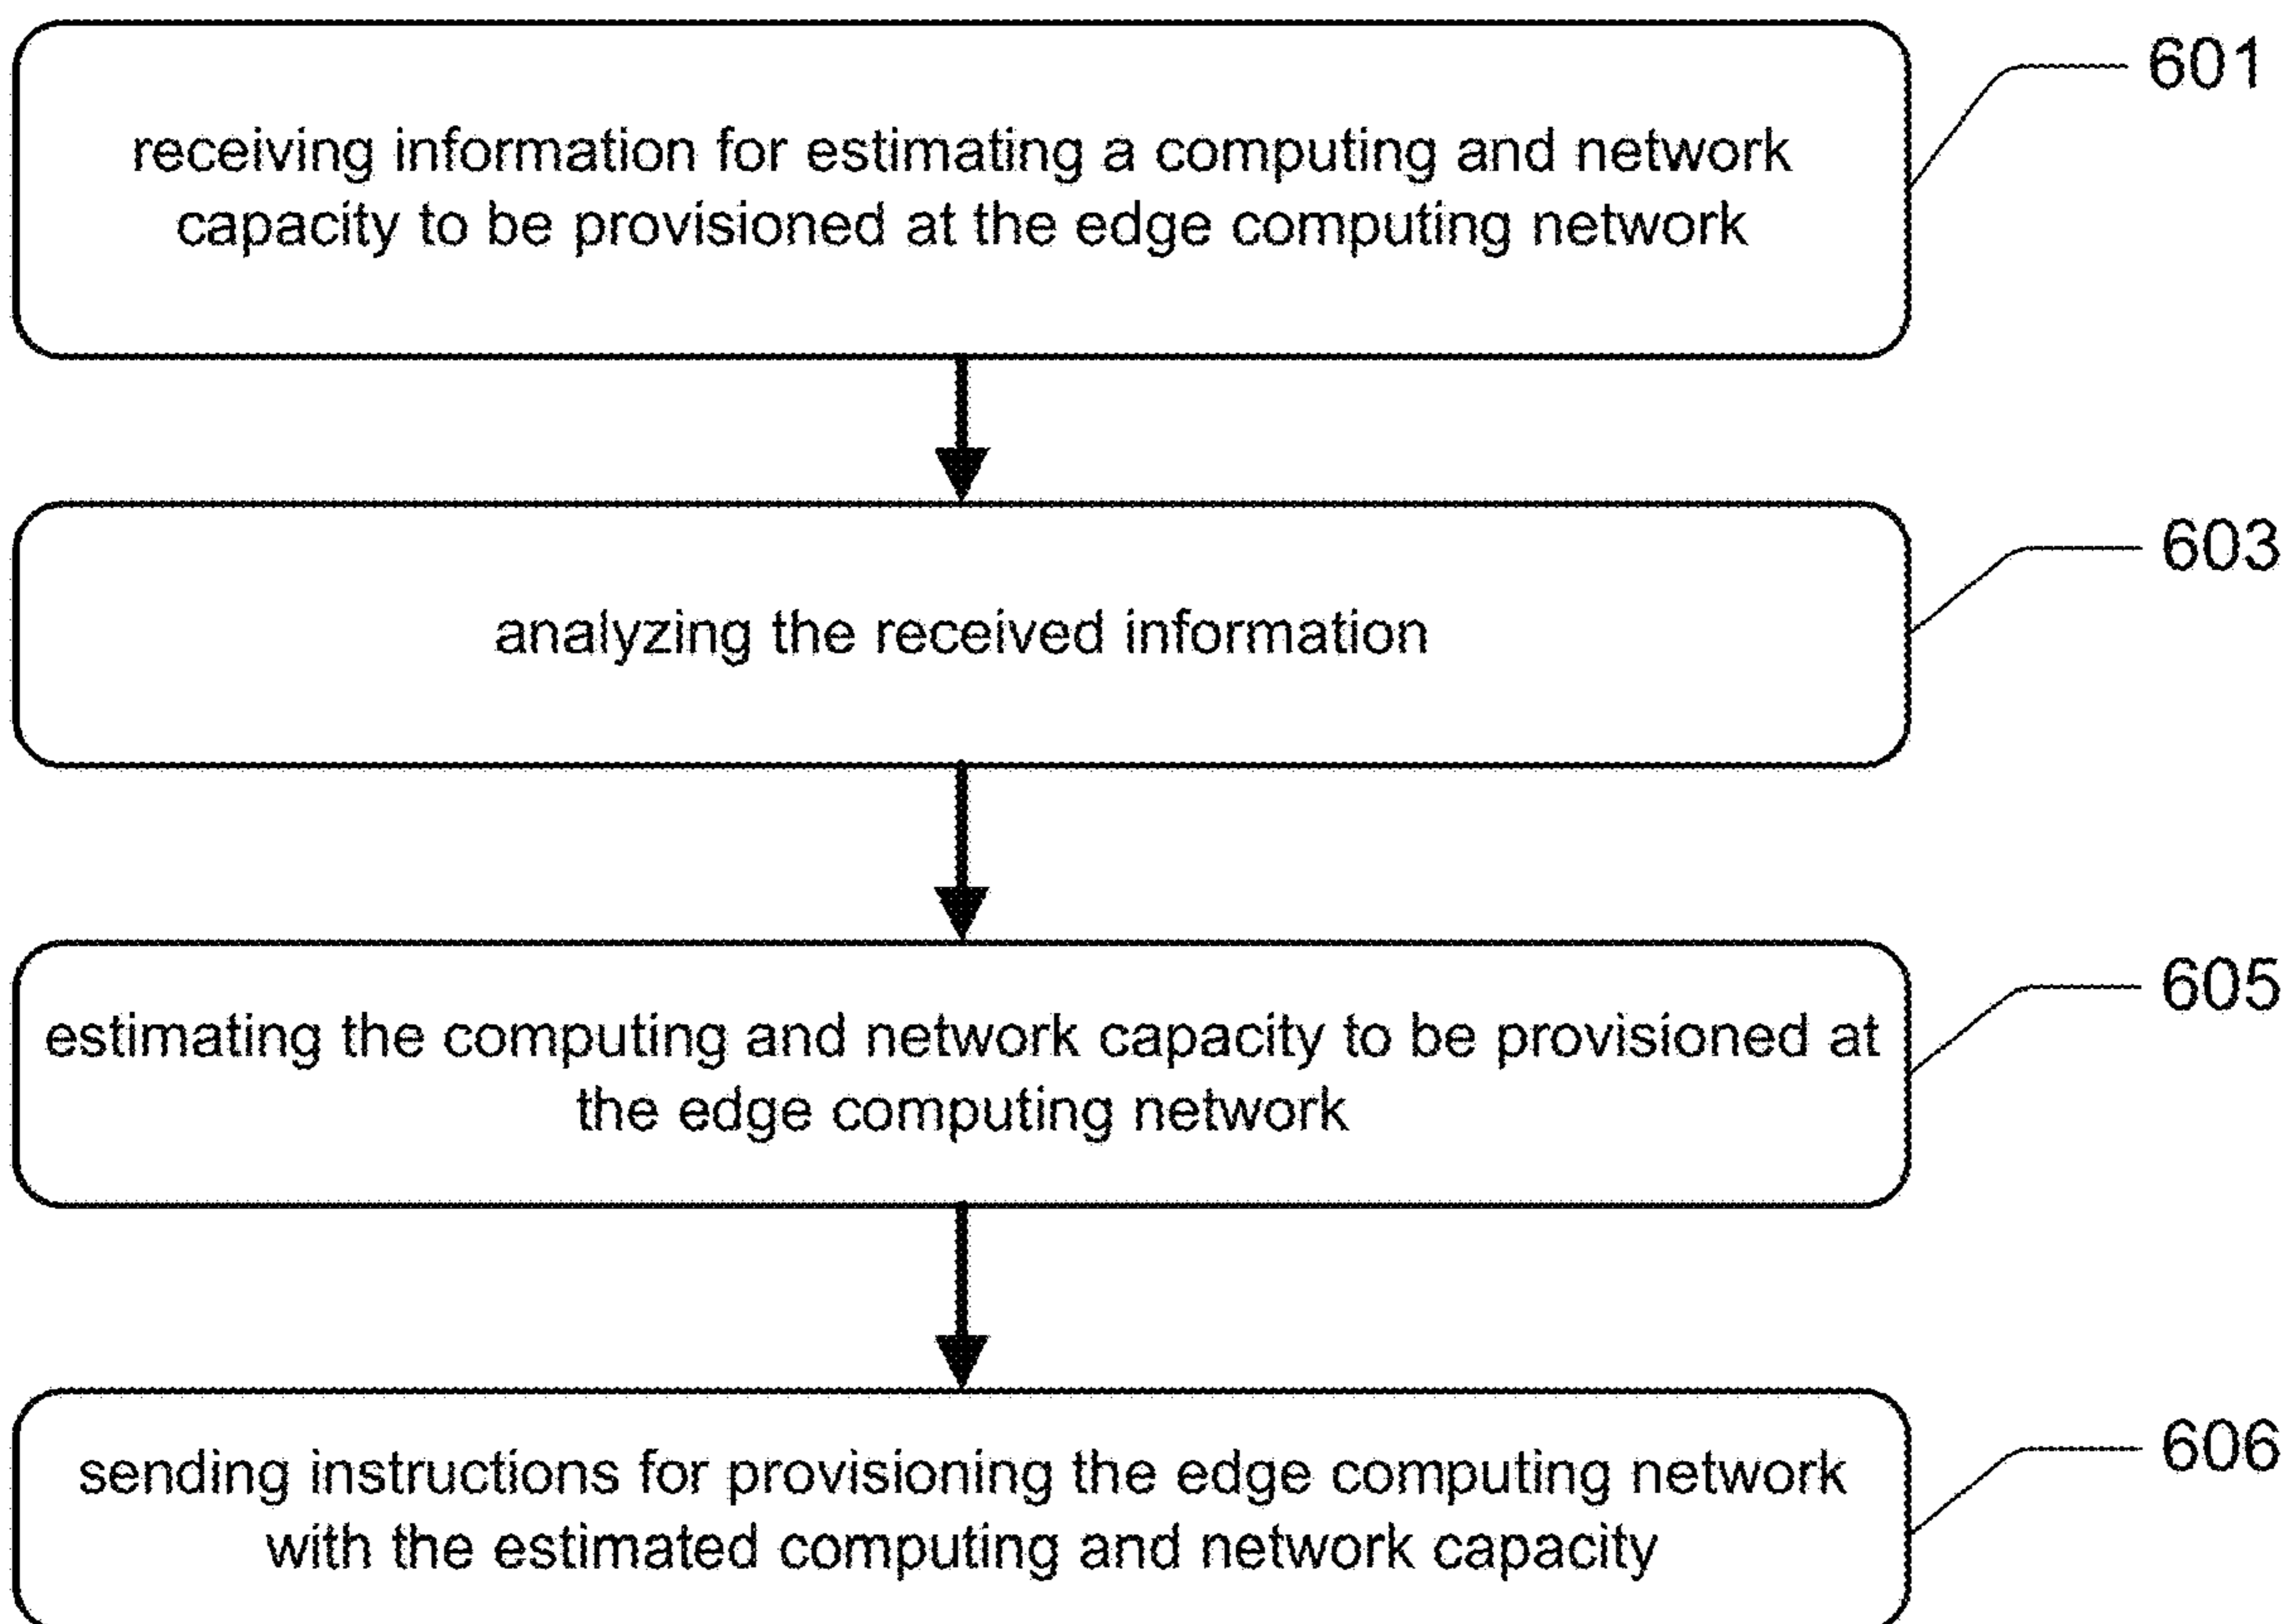 601
receiving information for estimating a computing and network
capacity to be provisioned at the edge computing network
603
analyzing the received information
605
estimating the computing and network capacity to be provisioned at
the edge computing network
606
sending instructions for provisioning the edge computing network
with the estimated computing and network capacity